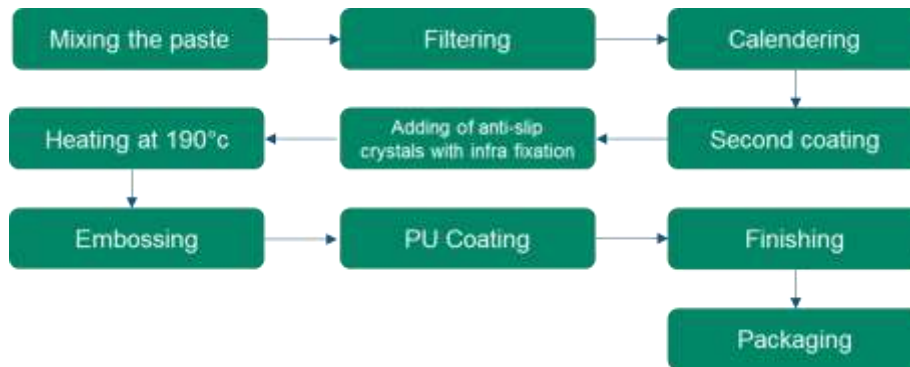 Mixing the paste
Filtering
Calendering
Second coating
Adding of anti-slip
crystals with infra fixation
Heating at 190°c
Embossing
PU Coating
Finishing
Packaging